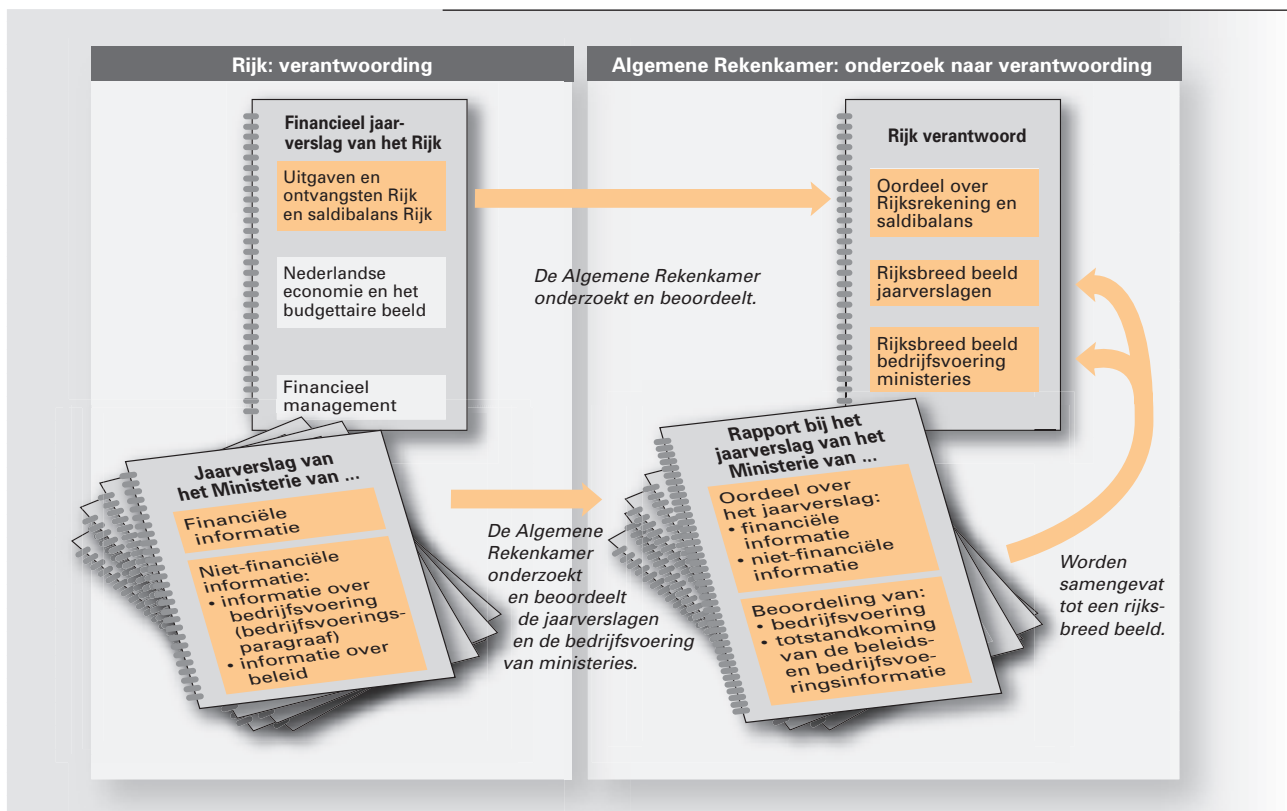 Rijk: verantwoording
Financieel jaar-
verslag van het Rijk
Uitgaven en
ontvangsten Rijk
en saldibalans Rijk
Nederlandse
economie en het
budgettaire beeld
Financieel
management
Jaarverslag van
het Ministerie van ...
Financiële
informatie
Niet-financiële
informatie:
• informatie over
bedrijfsvoering
(bedrijfsvoerings-
paragraaf)
• informatie over
beleid
De Algemene Rekenkamer
onderzoekt en beoordeelt.
De Algemene
Rekenkamer
onderzoekt
en beoordeelt
de jaarverslagen
en de bedrijfsvoering
van ministeries.
Algemene Rekenkamer: onderzoek naar verantwoording
Rijk verantwoord
Oordeel over
Rijksrekening en
saldibalans
Rijksbreed beeld
jaarverslagen
Rijksbreed beeld
bedrijfsvoering
ministeries
Rapport bij het
jaarverslag van het
Ministerie van ...
Oordeel over
het jaarverslag:
• financiële
informatie
• niet-financiële
informatie
Beoordeling van:
• bedrijfsvoering
• totstandkoming
van de beleids-
en bedrijfsvoe-
ringsinformatie
Worden
samengevat
tot een rijks-
breed beeld.